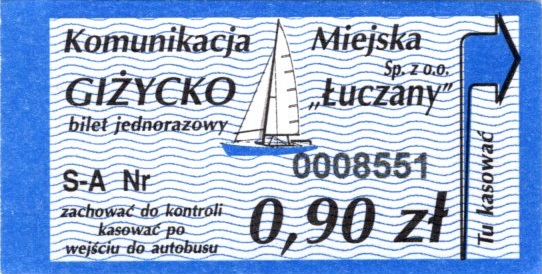 Komunikacja Miejska
Sp. z o.o.
GIŻYCKO „Łuczany”
bilet jednorazowy
0008551
S-A Nr
zachować do kontroli
kasować po
wejściu do autobusu
0,90 zł
Tu kasować